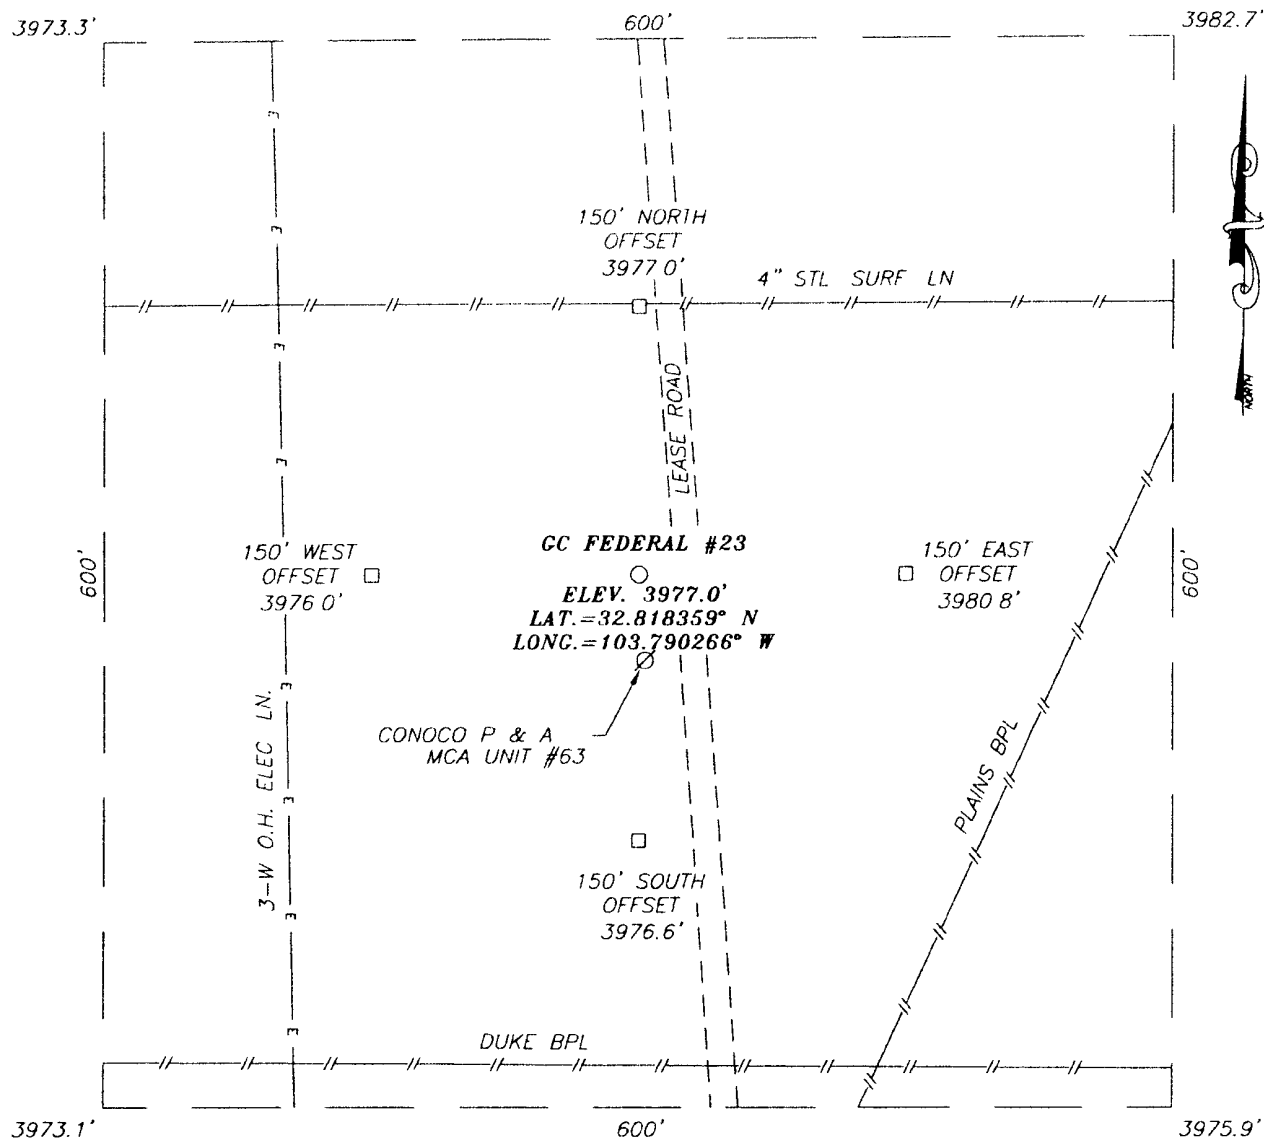 3973.3'
600'
3982.7'
150' NORTH
OFFSET
3977 0'
4" STL SURF LN
NORTH
LEASE ROAD
600'
150' WEST
OFFSET
3976 0'
GC FEDERAL #23
ELEV. 3977.0'
LAT.=32.818359° N
LONG.=103.790266° W
150' EAST
OFFSET
3980 8'
600'
CONOCO P & A
MCA UNIT #63
3-W O.H. ELEC LN.
PLAINS BPL
150' SOUTH
OFFSET
3976.6'
DUKE BPL
3973.1'
600'
3975.9'